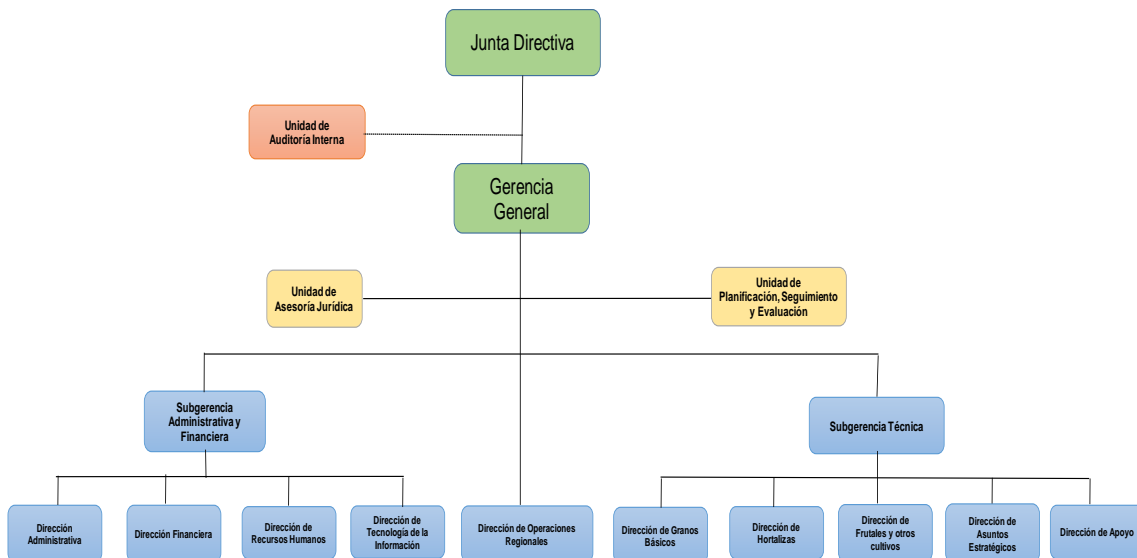 Junta Directiva
Unidad de
Auditoría Interna
Gerencia
General
Unidad de
Asesoría Jurídica
Unidad de
Planificación, Seguimiento
y Evaluación
Subgerencia
Administrativa y
Financiera
Subgerencia Técnica
Dirección
Administrativa
Dirección Financiera
Dirección de
Recursos Humanos
Dirección de
Tecnología de la
Información
Dirección de Operaciones
Regionales
Dirección de Granos
Básicos
Dirección de
Hortalizas
Dirección de
Frutales y otros
cultivos
Dirección de
Asuntos
Estratégicos
Dirección de Apoyo